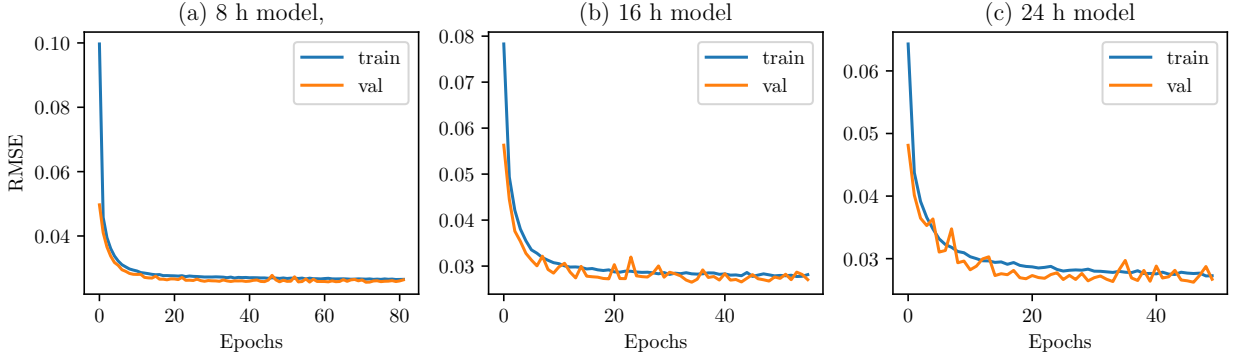 (a) 8 h model,
RMSE
0.10
0.08
0.06
0.04
0
20
40
60
80
Epochs
train
val
(b) 16 h model
0.08
0.07
0.06
0.05
0.04
0.03
0
20
40
Epochs
train
val
(c) 24 h model
0.06
0.05
0.04
0.03
0
20
40
Epochs
train
val